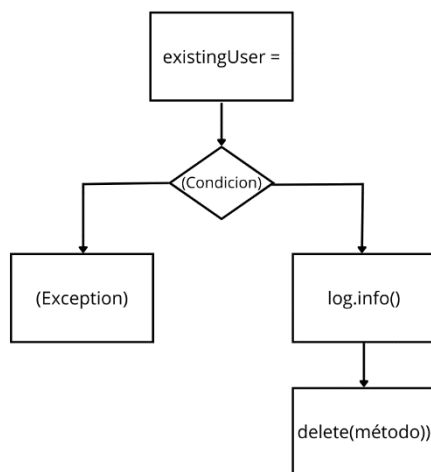 existingUser =
(Condicion)
(Exception)
log.info()
delete(método))